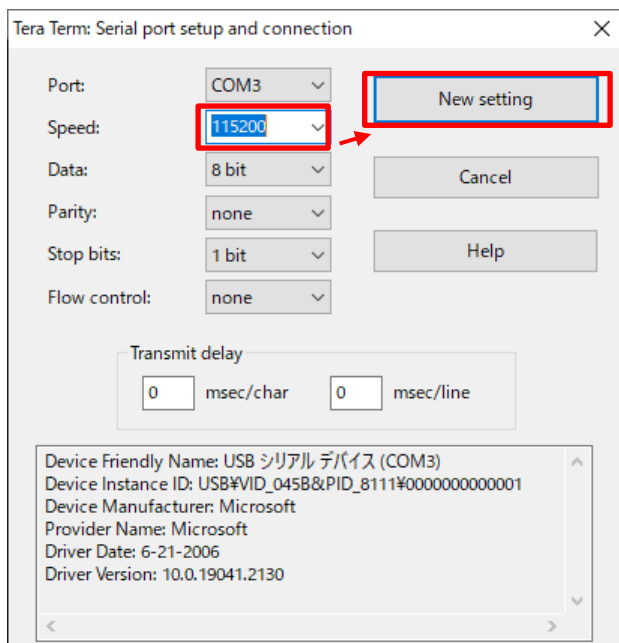 Tera Term: Serial port setup and connection
Port: COM3
New setting
Speed: 115200
Data: 8 bit
Cancel
Parity: none
Stop bits: 1 bit
Help
Flow control: none
Transmit delay
0 msec/char 0 msec/line
Device Friendly Name: USB シリアル デバイス (COM3)
Device Instance ID: USB¥VID_045B&PID_8111¥0000000000001
Device Manufacturer: Microsoft
Provider Name: Microsoft
Driver Date: 6-21-2006
Driver Version: 10.0.19041.2130